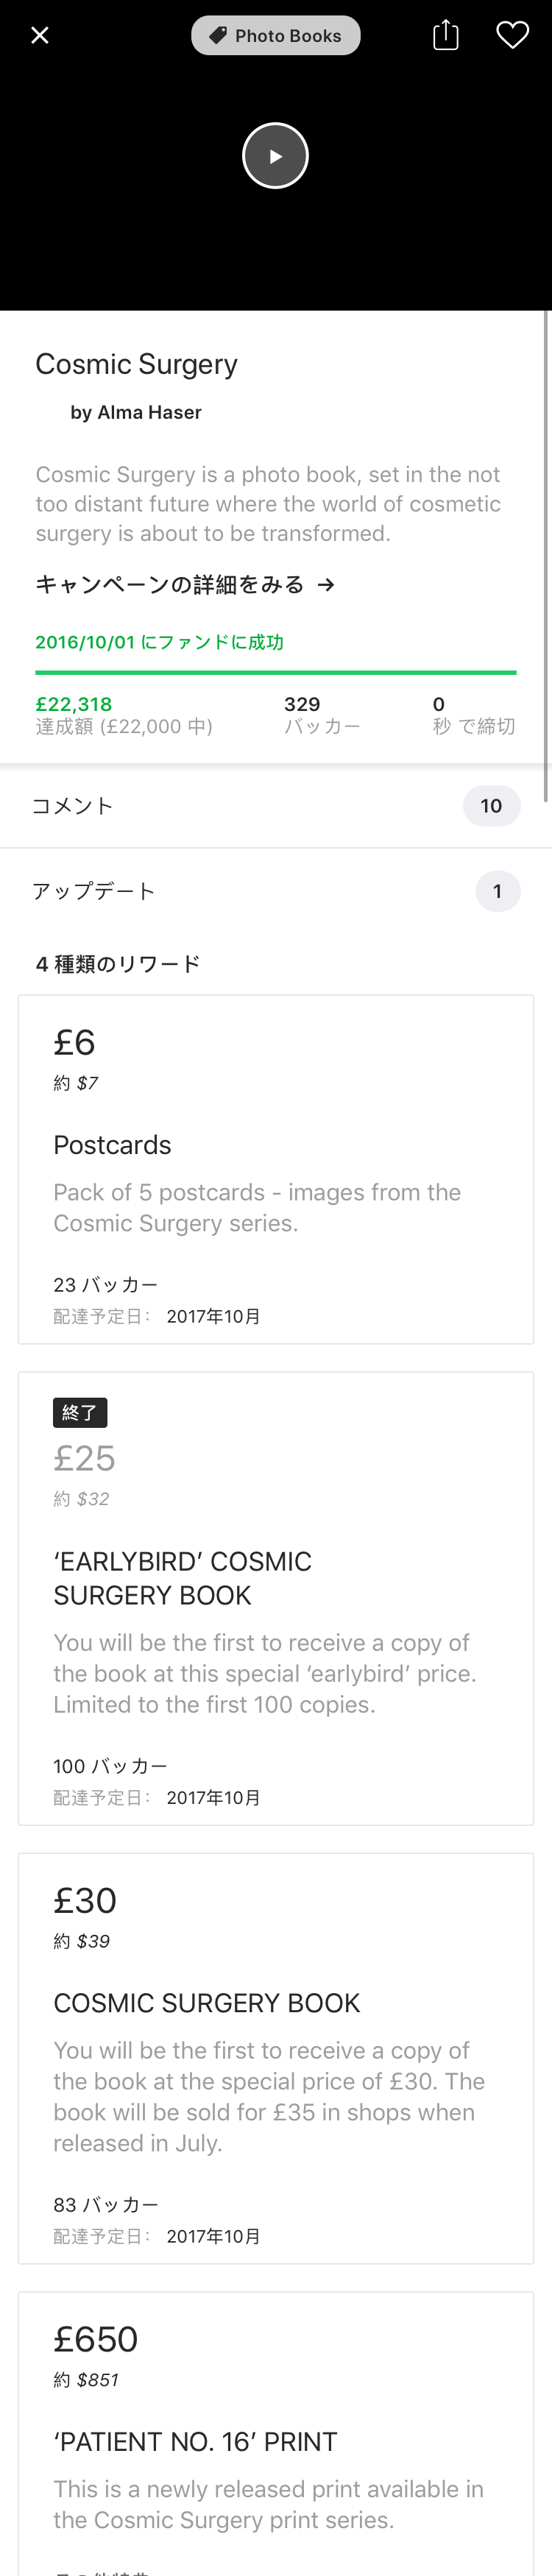 Photo Books
Cosmic Surgery
by Alma Haser
Cosmic Surgery is a photo book, set in the not
too distant future where the world of cosmetic
surgery is about to be transformed.
キャンペーンの詳細をみる →
2016/10/01 にファンドに成功
£22,318
達成額 (£22,000 中)
329
バッカー
0
秒 で締切
コメント
10
アップデート
1
4 種類のリワード
£6
約 $7
Postcards
Pack of 5 postcards - images from the
Cosmic Surgery series.
23 バッカー
配達予定日： 2017年10月
終了
£25
約 $32
‘EARLYBIRD’ COSMIC
SURGERY BOOK
You will be the first to receive a copy of
the book at this special ‘earlybird’ price.
Limited to the first 100 copies.
100 バッカー
配達予定日： 2017年10月
£30
約 $39
COSMIC SURGERY BOOK
You will be the first to receive a copy of
the book at the special price of £30. The
book will be sold for £35 in shops when
released in July.
83 バッカー
配達予定日： 2017年10月
£650
約 $851
‘PATIENT NO. 16’ PRINT
This is a newly released print available in
the Cosmic Surgery print series.